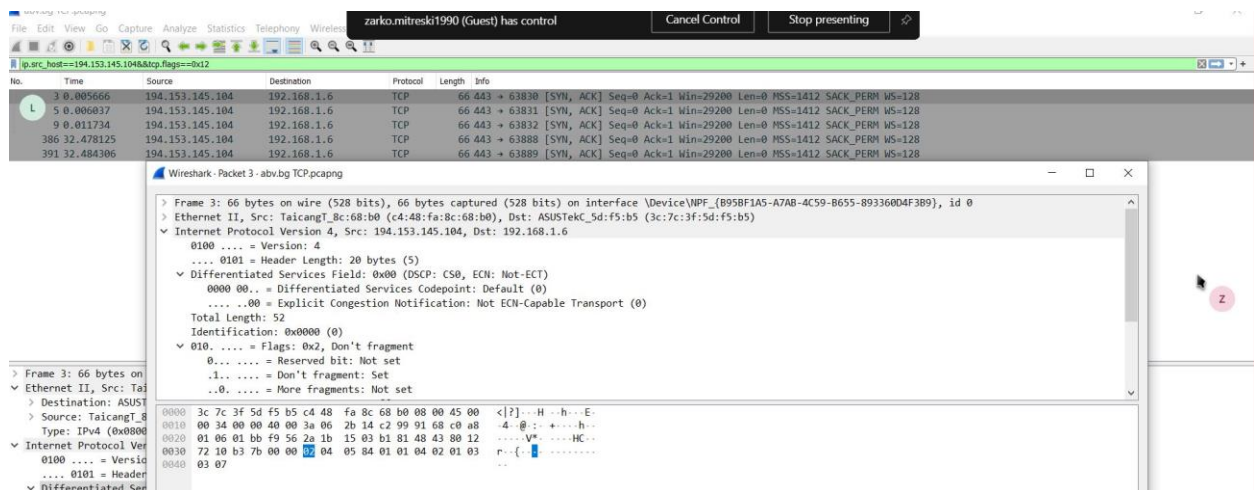 abv.bg TCP.pcapng
zarko.mitreski1990 (Guest) has control Cancel Control Stop presenting
File Edit View Go Capture Analyze Statistics Telephony Wireless
ip.src_host==194.153.145.104&&tcp.flags==0x12
No. Time Source Destination Protocol Length Info
3 0.005666 194.153.145.104 192.168.1.6 TCP 66 443 → 63830 [SYN, ACK] Seq=0 Ack=1 Win=29200 Len=0 MSS=1412 SACK_PERM WS=128
L
5 0.006037 194.153.145.104 192.168.1.6 TCP 66 443 → 63831 [SYN, ACK] Seq=0 Ack=1 Win=29200 Len=0 MSS=1412 SACK_PERM WS=128
9 0.011734 194.153.145.104 192.168.1.6 TCP 66 443 → 63832 [SYN, ACK] Seq=0 Ack=1 Win=29200 Len=0 MSS=1412 SACK_PERM WS=128
386 32.478125 194.153.145.104 192.168.1.6 TCP 66 443 → 63888 [SYN, ACK] Seq=0 Ack=1 Win=29200 Len=0 MSS=1412 SACK_PERM WS=128
391 32.484306 194.153.145.104 192.168.1.6 TCP 66 443 → 63889 [SYN, ACK] Seq=0 Ack=1 Win=29200 Len=0 MSS=1412 SACK_PERM WS=128
Wireshark · Packet 3 · abv.bg TCP.pcapng
> Frame 3: 66 bytes on wire (528 bits), 66 bytes captured (528 bits) on interface \Device\NPF_{B95BF1A5-A7AB-4C59-B655-893360D4F3B9}, id 0
> Ethernet II, Src: TaicangT_8c:68:b0 (c4:48:fa:8c:68:b0), Dst: ASUSTekC_5d:f5:b5 (3c:7c:3f:5d:f5:b5)
Internet Protocol Version 4, Src: 194.153.145.104, Dst: 192.168.1.6
0100 .... = Version: 4
.... 0101 = Header Length: 20 bytes (5)
Differentiated Services Field: 0x00 (DSCP: CS0, ECN: Not-ECT)
0000 00.. = Differentiated Services Codepoint: Default (0)
.... ..00 = Explicit Congestion Notification: Not ECN-Capable Transport (0)
Total Length: 52
Identification: 0x0000 (0)
010. .... = Flags: 0x2, Don't fragment
0... .... = Reserved bit: Not set
.1.. .... = Don't fragment: Set
..0. .... = More fragments: Not set
Z
> Frame 3: 66 bytes on
Ethernet II, Src: Tai
> Destination: ASUST
> Source: TaicangT_8
Type: IPv4 (0x0800
Internet Protocol Ver
0100 .... = Versio
.... 0101 = Header
Differentiated Ser
0000 3c 7c 3f 5d f5 b5 c4 48 fa 8c 68 b0 08 00 45 00 <|?]···H ··h···E·
0010 00 34 00 00 40 00 3a 06 2b 14 c2 99 91 68 c0 a8 ·4··@·:· +····h··
0020 01 06 01 bb f9 56 2a 1b 15 03 b1 81 48 43 80 12 ·····V*· ····HC··
0030 72 10 b3 7b 00 00 02 04 05 84 01 01 04 02 01 03 r··{···· ········
0040 03 07 ··